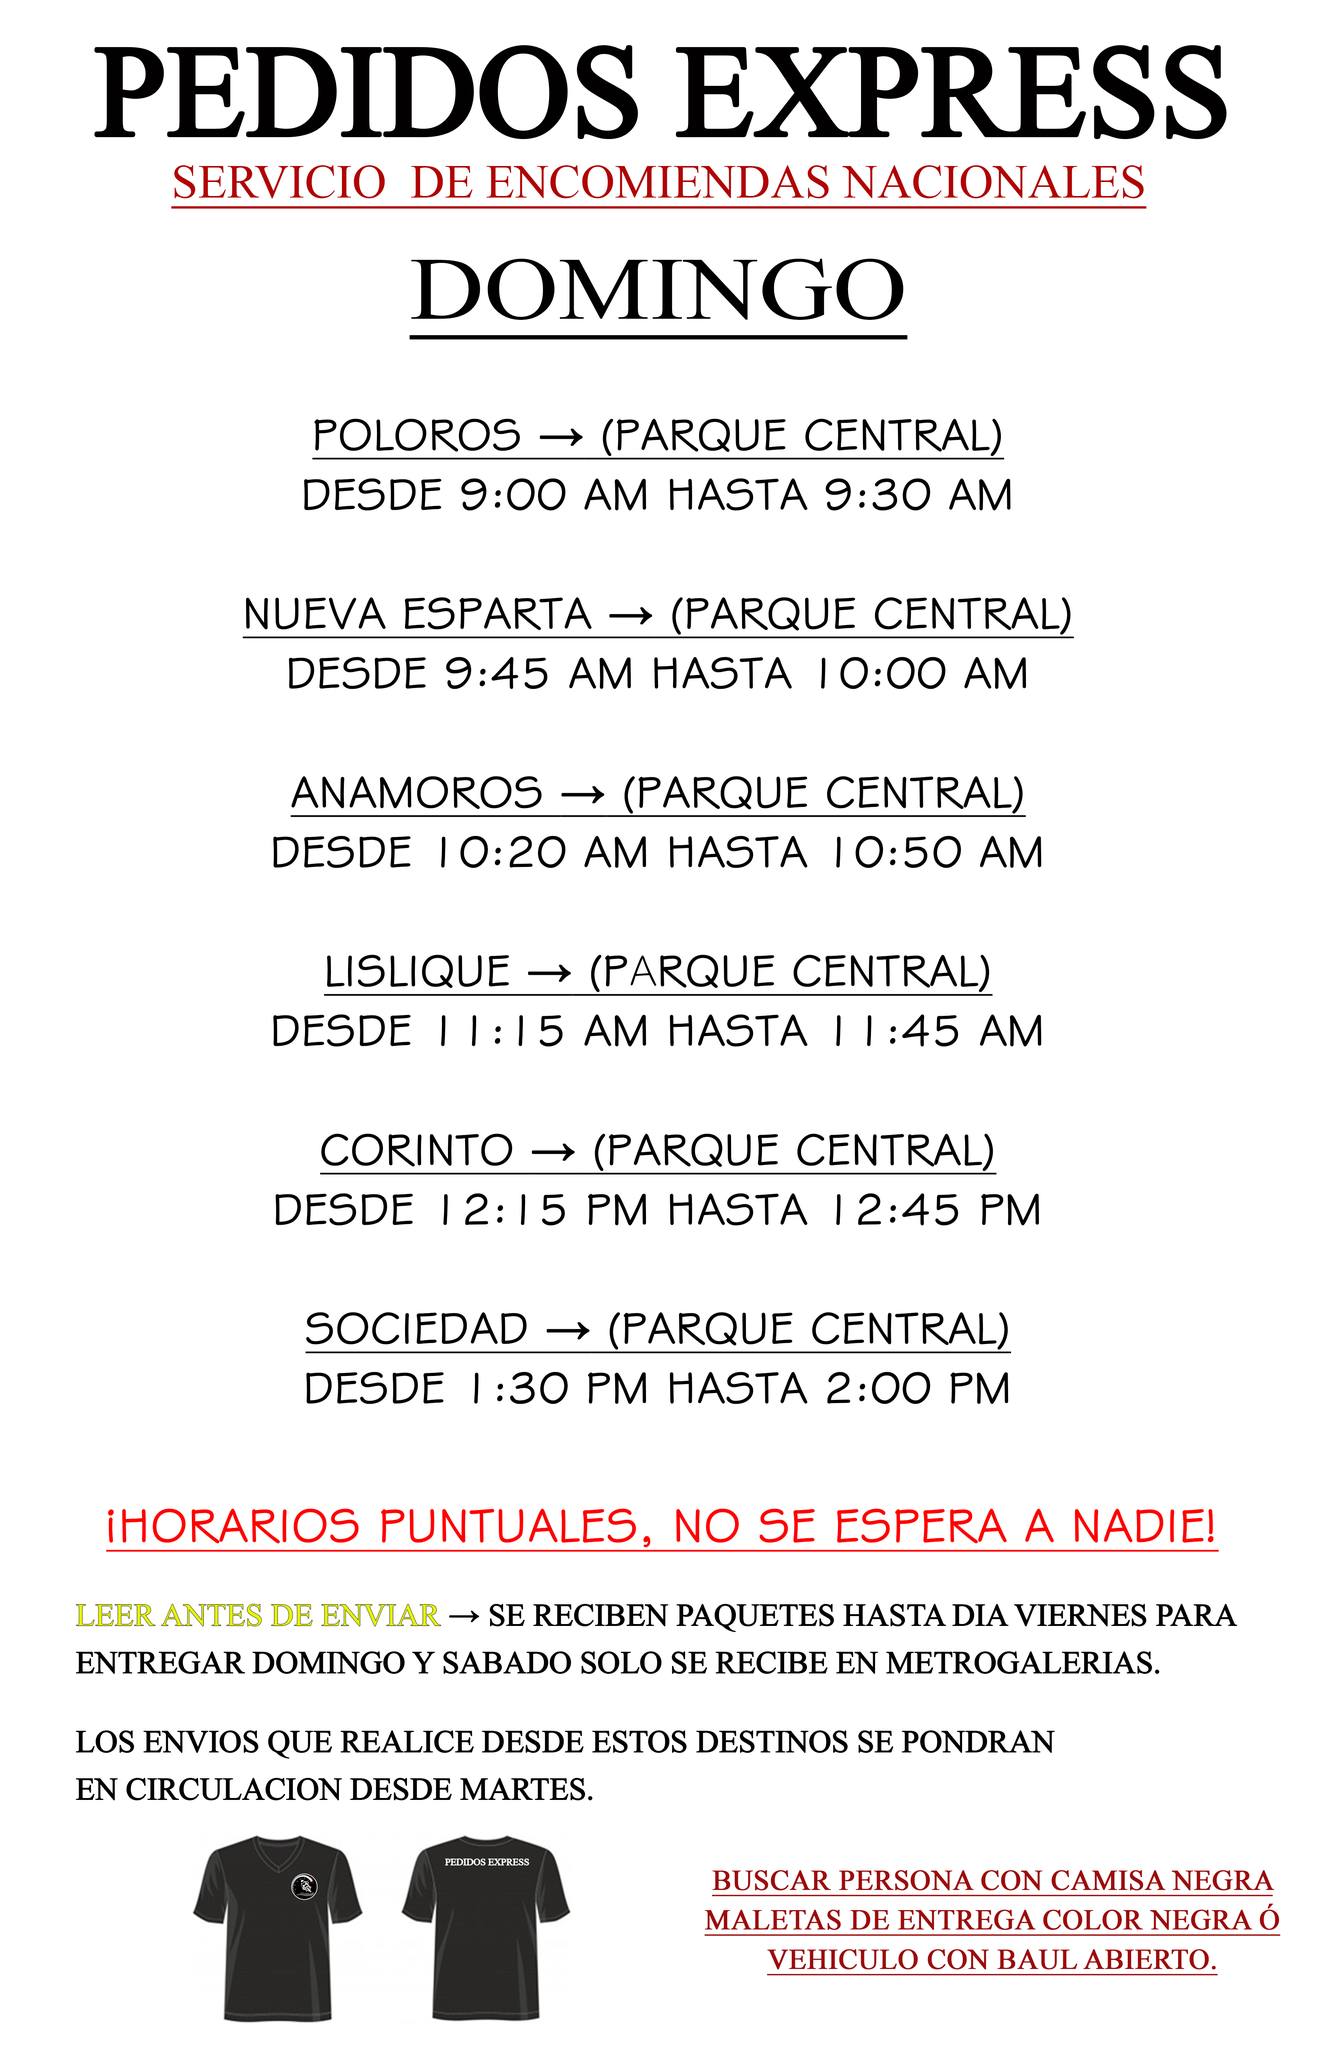 PEDIDOS EXPRESS
SERVICIO DE ENCOMIENDAS NACIONALES
DOMINGO
POLOROS → (PARQUE CENTRAL)
DESDE 9:00 AM HASTA 9:30 AM
NUEVA ESPARTA → (PARQUE CENTRAL)
DESDE 9:45 AM HASTA 10:00 AM
ANAMOROS → (PARQUE CENTRAL)
DESDE 10:20 AM HASTA 10:50 AM
LISLIQUE → (PARQUE CENTRAL)
DESDE 11:15 AM HASTA 11:45 AM
CORINTO → (PARQUE CENTRAL)
DESDE 12:15 PM HASTA 12:45 PM
SOCIEDAD → (PARQUE CENTRAL)
DESDE 1:30 PM HASTA 2:00 PM
¡HORARIOS PUNTUALES, NO SE ESPERA A NADIE!
LEER ANTES DE ENVIAR → SE RECIBEN PAQUETES HASTA DIA VIERNES PARA
ENTREGAR DOMINGO Y SABADO SOLO SE RECIBE EN METROGALERIAS.
LOS ENVIOS QUE REALICE DESDE ESTOS DESTINOS SE PONDRAN
EN CIRCULACION DESDE MARTES.
PEDIDOS EXPRESS
BUSCAR PERSONA CON CAMISA NEGRA
MALETAS DE ENTREGA COLOR NEGRA Ó
VEHICULO CON BAUL ABIERTO.